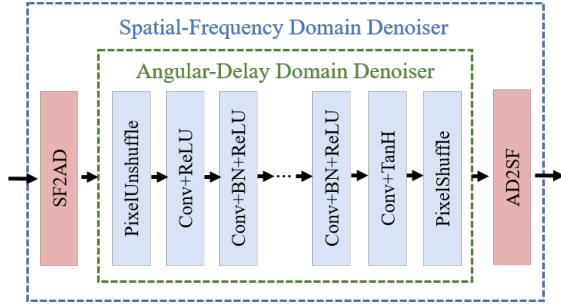 Spatial-Frequency Domain Denoiser
Angular-Delay Domain Denoiser
SF2AD
PixelUnshuffle
Conv+ReLU
Conv+BN+ReLU
...
Conv+BN+ReLU
Conv+TanH
PixelShuffle
AD2SF